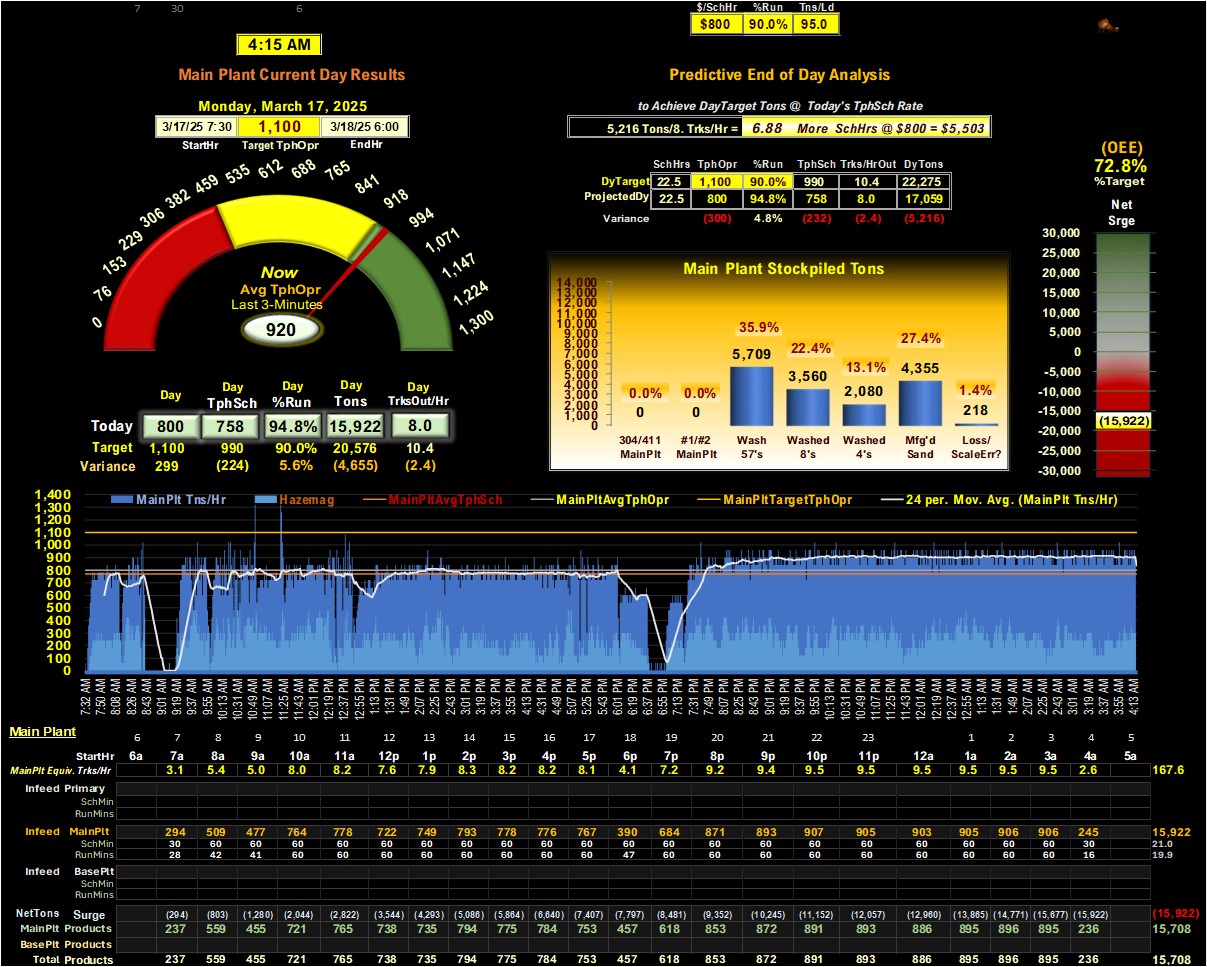 7 30 6
$/SchHr %Run Tns/Ld
$800 90.0% 95.0
4:15 AM
Main Plant Current Day Results
Monday, March 17, 2025
3/17/25 7:30 1,100 3/18/25 6:00
StartHr Target TphOpr EndHr
0 76 153 229 306 382 459 535 612 688 765 841 918 994 1,071 1,147 1,224 1,300
Now
Avg TphOpr
Last 3-Minutes
920
Day Day TphSch Day %Run Day Tons Day TrksOut/Hr
Today 800 758 94.8% 15,922 8.0
Target 1,100 990 90.0% 20,576 10.4
Variance 299 (224) 5.6% (4,655) (2.4)
Predictive End of Day Analysis
to Achieve DayTarget Tons @ Today's TphSch Rate
5,216 Tons/8. Trks/Hr = 6.88 More SchHrs @ $800 = $5,503
SchHrs TphOpr %Run TphSch Trks/HrOut DyTons
DyTarget 22.5 1,100 90.0% 990 10.4 22,275
ProjectedDy 22.5 800 94.8% 758 8.0 17,059
Variance (300) 4.8% (232) (2.4) (5,216)
Main Plant Stockpiled Tons
14,000
13,000
12,000
11,000
10,000
9,000
8,000
7,000
6,000
5,000
4,000
3,000
2,000
1,000
0
0.0% 0.0% 35.9% 22.4% 13.1% 27.4% 1.4%
0 0 5,709 3,560 2,080 4,355 218
304/411 #1/#2 Wash Washed Washed Mfg'd Loss/
MainPlt MainPlt 57's 8's 4's Sand ScaleErr?
(OEE)
72.8%
%Target
Net
Srge
30,000
25,000
20,000
15,000
10,000
5,000
0
-5,000
-10,000
-15,000
(15,922)
-20,000
-25,000
-30,000
MainPlt Tns/Hr Hazemag MainPltAvgTphSch MainPltAvgTphOpr MainPltTargetTphOpr 24 per. Mov. Avg. (MainPlt Tns/Hr)
1,400
1,300
1,200
1,100
1,000
900
800
700
600
500
400
300
200
100
0
7:32 AM 7:50 AM 8:08 AM 8:26 AM 8:43 AM 9:01 AM 9:19 AM 9:37 AM 9:55 AM 10:13 AM 10:31 AM 10:49 AM 11:07 AM 11:25 AM 11:43 AM 12:01 PM 12:19 PM 12:37 PM 12:55 PM 1:13 PM 1:31 PM 1:49 PM 2:07 PM 2:25 PM 2:43 PM 3:01 PM 3:19 PM 3:37 PM 3:55 PM 4:13 PM 4:31 PM 4:49 PM 5:07 PM 5:25 PM 5:43 PM 6:01 PM 6:19 PM 6:37 PM 6:55 PM 7:13 PM 7:31 PM 7:49 PM 8:07 PM 8:25 PM 8:43 PM 9:01 PM 9:19 PM 9:37 PM 9:55 PM 10:13 PM 10:31 PM 10:49 PM 11:07 PM 11:25 PM 11:43 PM 12:01 AM 12:19 AM 12:37 AM 12:55 AM 1:13 AM 1:31 AM 1:49 AM 2:07 AM 2:25 AM 2:43 AM 3:01 AM 3:19 AM 3:37 AM 3:55 AM 4:13 AM
Main Plant
6 7 8 9 10 11 12 13 14 15 16 17 18 19 20 21 22 23 1 2 3 4 5
StartHr 6a 7a 8a 9a 10a 11a 12p 1p 2p 3p 4p 5p 6p 7p 8p 9p 10p 11p 12a 1a 2a 3a 4a 5a
MainPlt Equiv. Trks/Hr 3.1 5.4 5.0 8.0 8.2 7.6 7.9 8.3 8.2 8.2 8.1 4.1 7.2 9.2 9.4 9.5 9.5 9.5 9.5 9.5 9.5 2.6 167.6
Infeed Primary
SchMin
RunMins
Infeed MainPlt 294 509 477 764 778 722 749 793 778 776 767 390 684 871 893 907 905 903 905 906 906 245 15,922
SchMin 30 60 60 60 60 60 60 60 60 60 60 60 60 60 60 60 60 60 60 60 60 30 21.0
RunMins 28 42 41 60 60 60 60 60 60 60 60 47 60 60 60 60 60 60 60 60 60 16 19.9
Infeed BasePlt
SchMin
RunMins
NetTons Surge (294) (803) (1,280) (2,044) (2,822) (3,544) (4,293) (5,086) (5,864) (6,640) (7,407) (7,797) (8,481) (9,352) (10,245) (11,152) (12,057) (12,960) (13,865) (14,771) (15,677) (15,922) (15,922)
MainPlt Products 237 559 455 721 765 738 735 794 775 784 753 457 618 853 872 891 893 886 895 896 895 236 15,708
BasePlt Products
Total Products 237 559 455 721 765 738 735 794 775 784 753 457 618 853 872 891 893 886 895 896 895 236 15,708